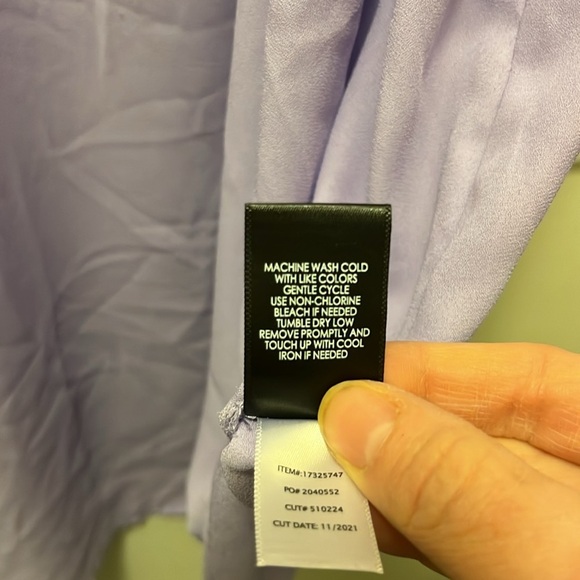 MACHINE WASH COLD
WITH LIKE COLORS
GENTLE CYCLE
USE NON-CHLORINE
BLEACH IF NEEDED
TUMBLE DRY LOW
REMOVE PROMPTLY AND
TOUCH UP WITH COOL
IRON IF NEEDED
ITEM#:17325747
PO# 2040552
CUT# 510224
CUT DATE: 11/2021